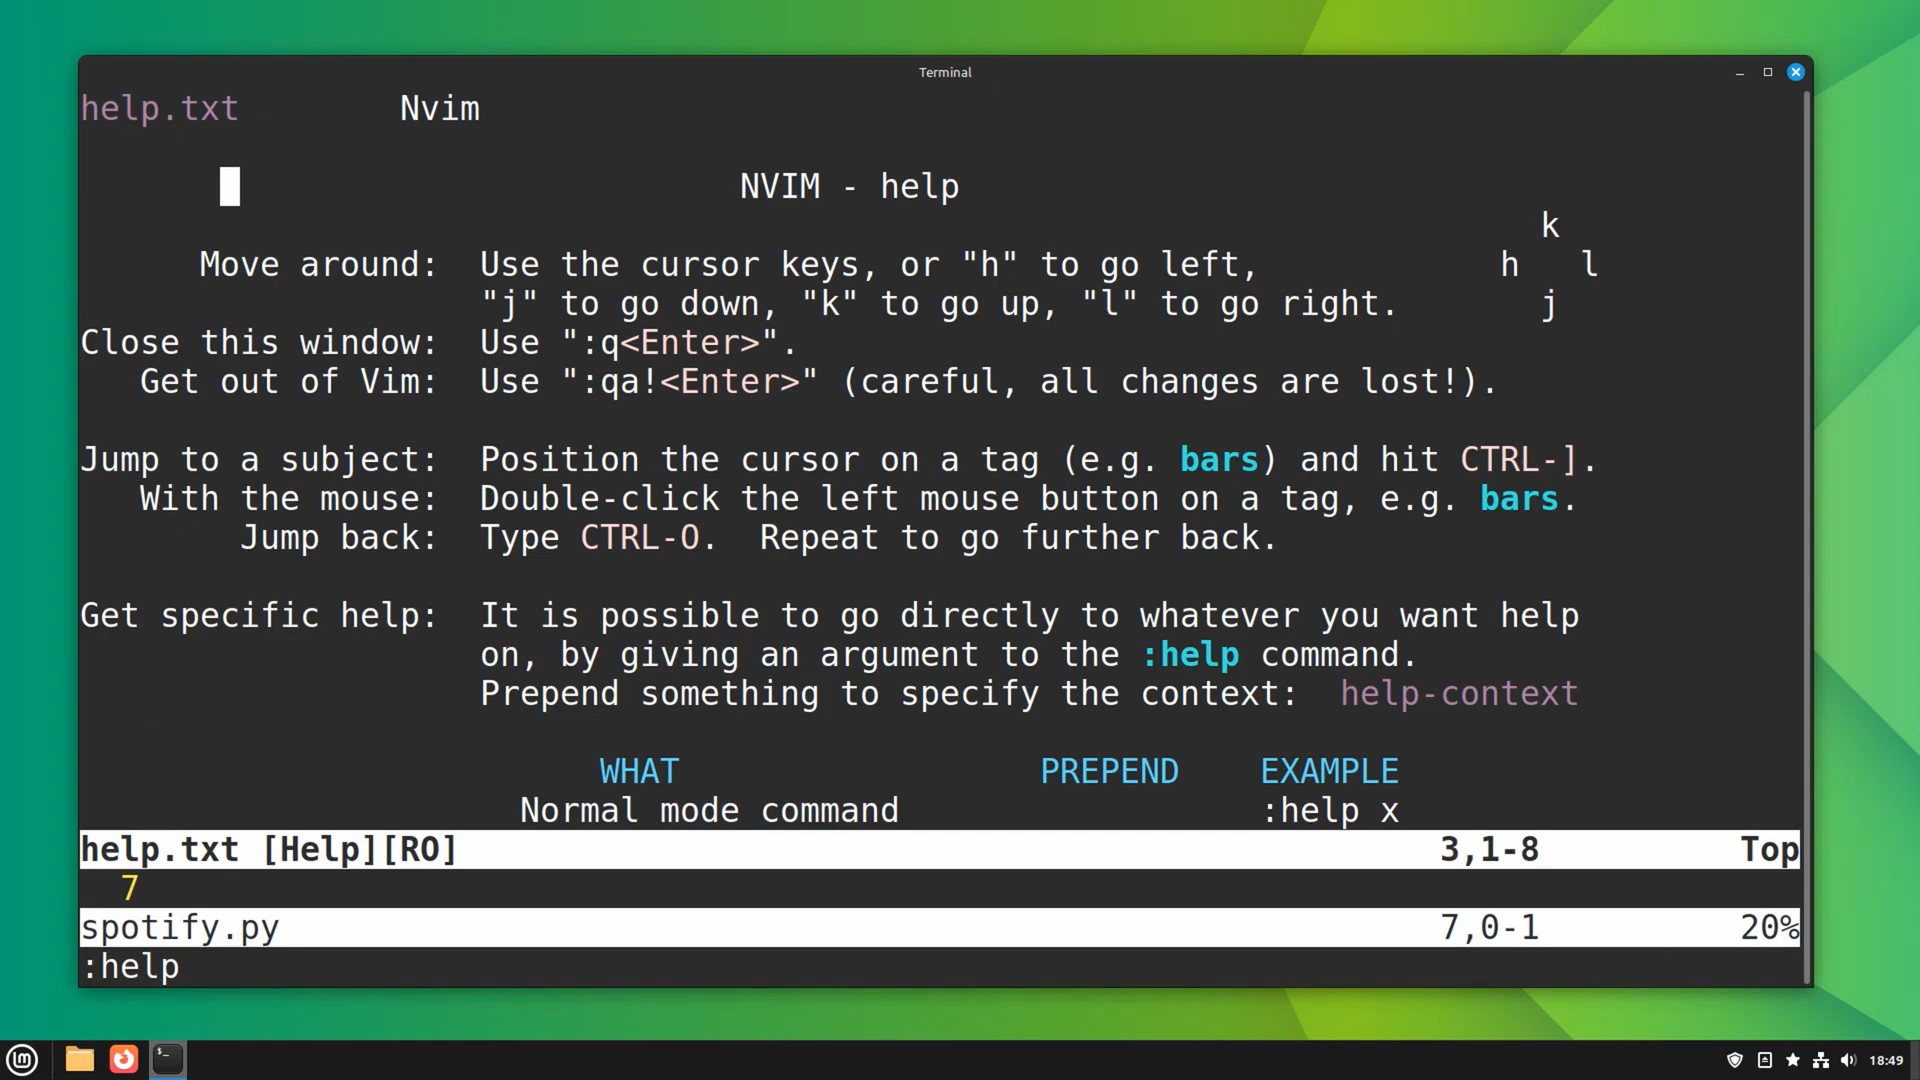 Terminal
help.txt Nvim
NVIM - help
k
Move around: Use the cursor keys, or "h" to go left, h l
"j" to go down, "k" to go up, "l" to go right. j
Close this window: Use ":q<Enter>".
Get out of Vim: Use ":qa!<Enter>" (careful, all changes are lost!).
Jump to a subject: Position the cursor on a tag (e.g. bars) and hit CTRL-].
With the mouse: Double-click the left mouse button on a tag, e.g. bars.
Jump back: Type CTRL-O. Repeat to go further back.
Get specific help: It is possible to go directly to whatever you want help
on, by giving an argument to the :help command.
Prepend something to specify the context: help-context
WHAT PREPEND EXAMPLE
Normal mode command :help x
help.txt [Help][RO] 3,1-8 Top
7
spotify.py 7,0-1 20%
:help
18:49